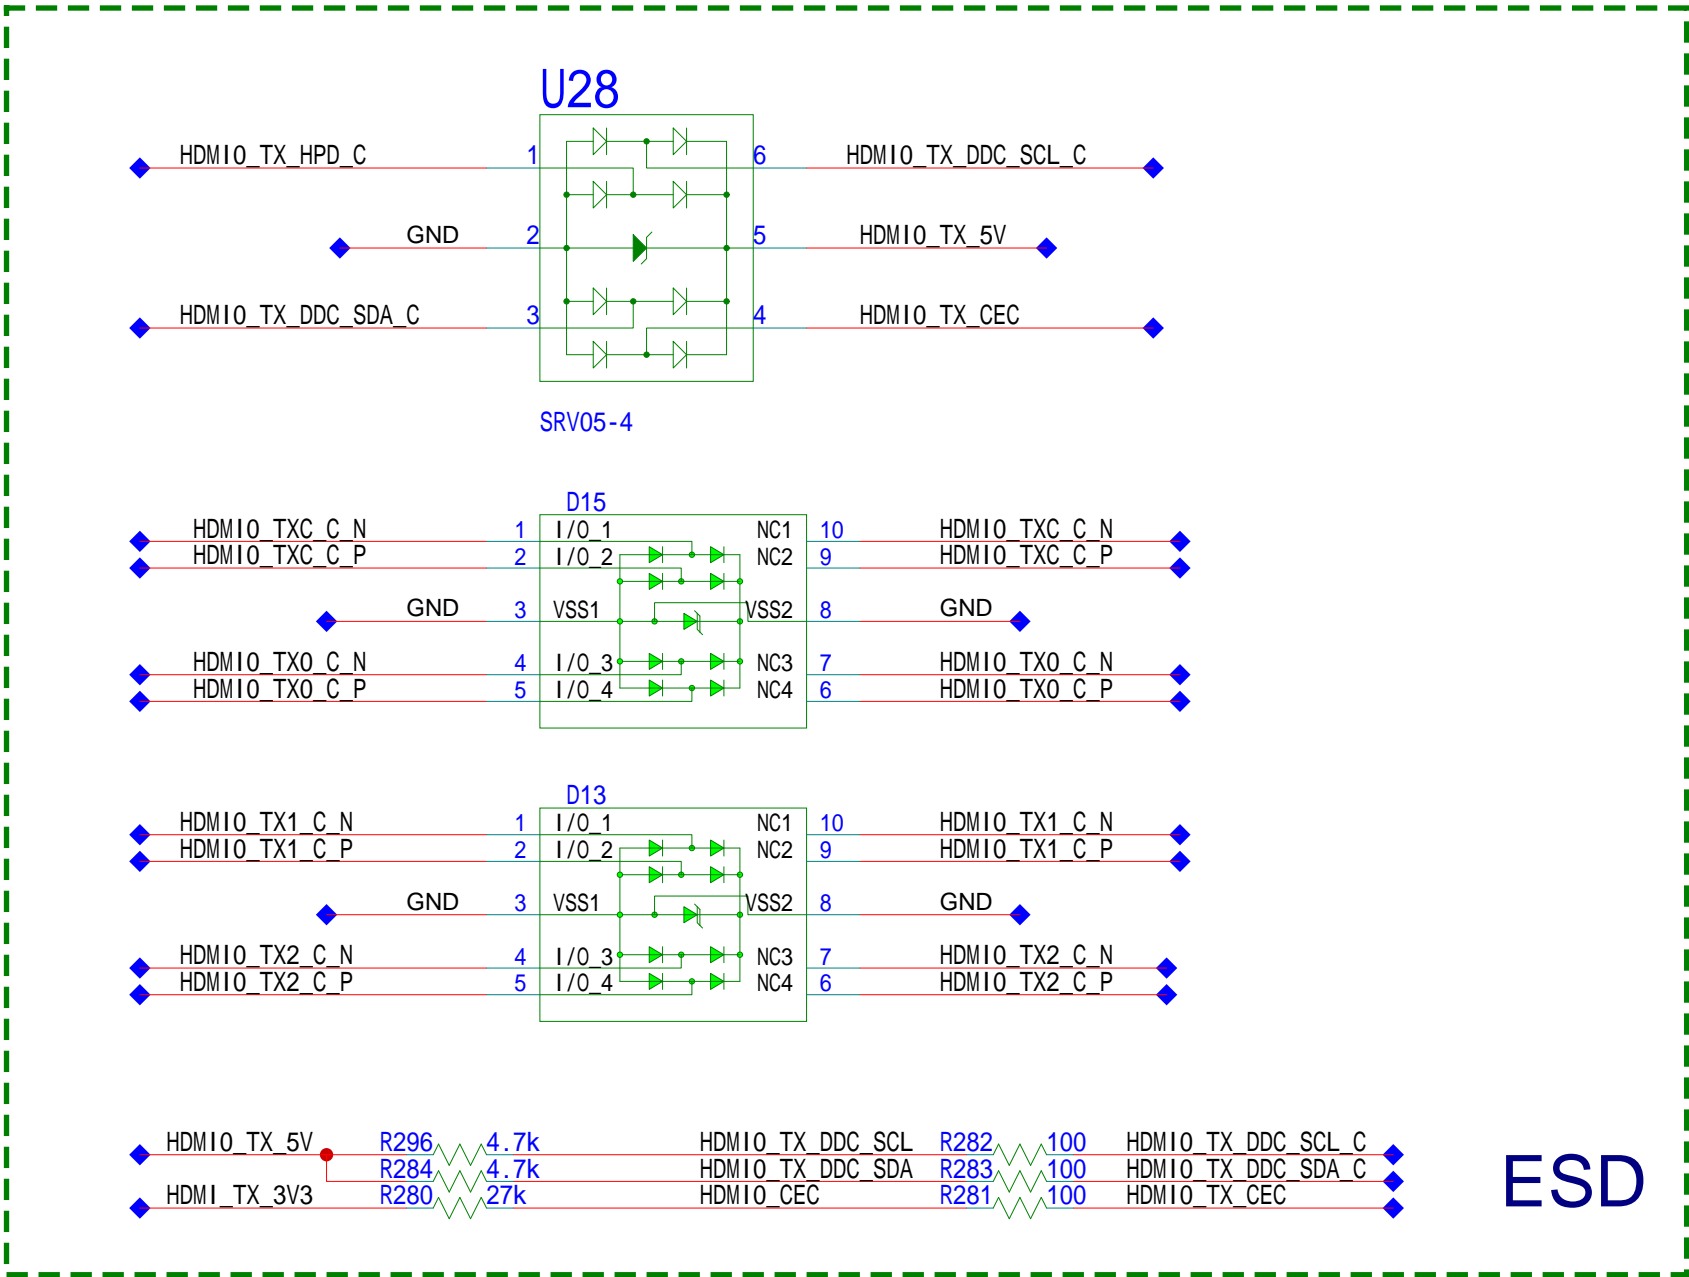 U28
HDMI0_TX_HPD_C 1 6 HDMI0_TX_DDC_SCL_C
GND 2 5 HDMI0_TX_5V
HDMI0_TX_DDC_SDA_C 3 4 HDMI0_TX_CEC
SRV05-4
D15
HDMI0_TXC_C_N 1 I/O_1 NC1 10 HDMI0_TXC_C_N
HDMI0_TXC_C_P 2 I/O_2 NC2 9 HDMI0_TXC_C_P
GND 3 VSS1 VSS2 8 GND
HDMI0_TX0_C_N 4 I/O_3 NC3 7 HDMI0_TX0_C_N
HDMI0_TX0_C_P 5 I/O_4 NC4 6 HDMI0_TX0_C_P
D13
HDMI0_TX1_C_N 1 I/O_1 NC1 10 HDMI0_TX1_C_N
HDMI0_TX1_C_P 2 I/O_2 NC2 9 HDMI0_TX1_C_P
GND 3 VSS1 VSS2 8 GND
HDMI0_TX2_C_N 4 I/O_3 NC3 7 HDMI0_TX2_C_N
HDMI0_TX2_C_P 5 I/O_4 NC4 6 HDMI0_TX2_C_P
HDMI0_TX_5V R296 4.7k HDMI0_TX_DDC_SCL R282 100 HDMI0_TX_DDC_SCL_C
R284 4.7k HDMI0_TX_DDC_SDA R283 100 HDMI0_TX_DDC_SDA_C
HDMI_TX_3V3 R280 27k HDMI0_CEC R281 100 HDMI0_TX_CEC
ESD